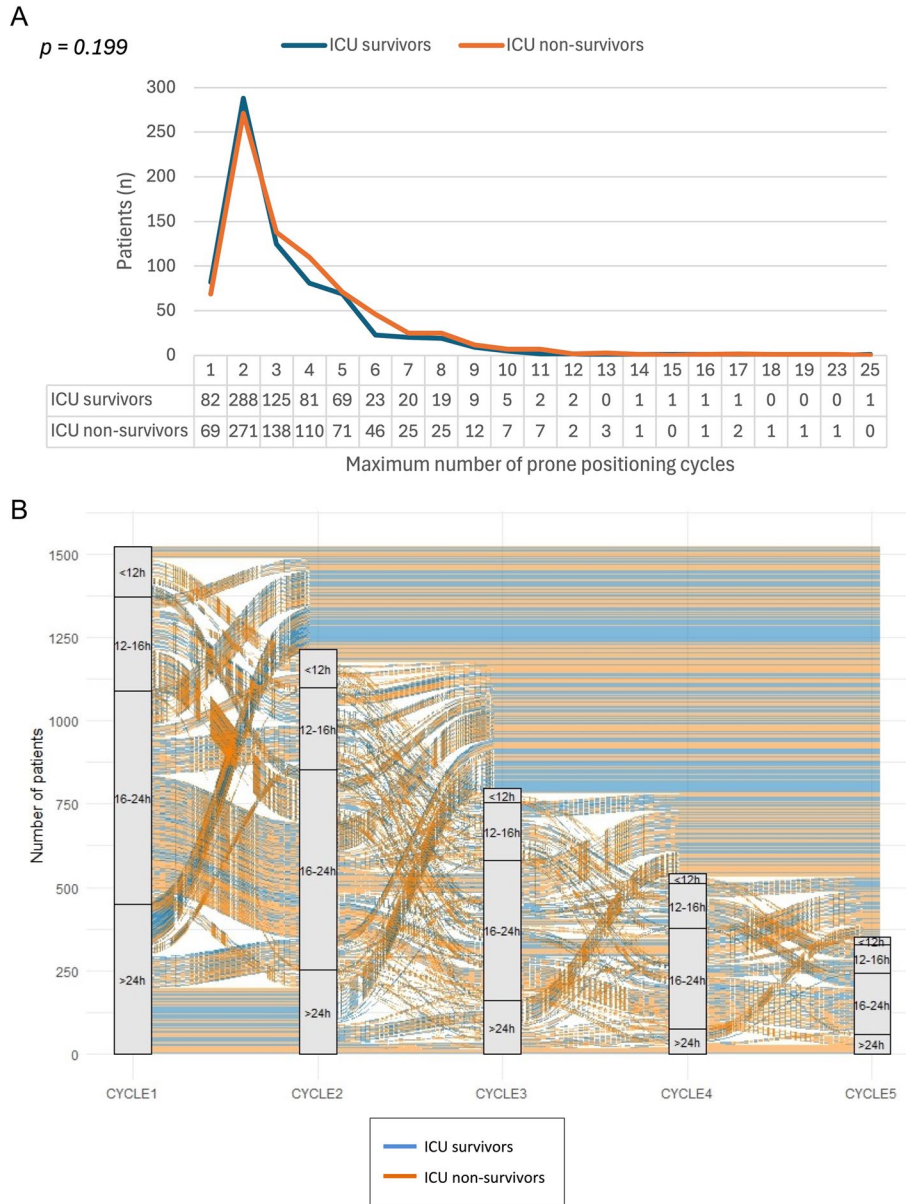 A
p = 0.199
ICU survivors ICU non-survivors
300
250
200
150
100
50
0
Patients (n)
1 2 3 4 5 6 7 8 9 10 11 12 13 14 15 16 17 18 19 23 25
ICU survivors 82 288 125 81 69 23 20 19 9 5 2 2 0 1 1 1 1 0 0 0 1
ICU non-survivors 69 271 138 110 71 46 25 25 12 7 7 2 3 1 0 1 2 1 1 1 0
Maximum number of prone positioning cycles
B
1500
1250
1000
750
500
250
0
Number of patients
<12h
12-16h
16-24h
>24h
<12h
12-16h
16-24h
>24h
<12h
12-16h
16-24h
>24h
<12h
12-16h
16-24h
>24h
<12h
12-16h
16-24h
>24h
CYCLE1 CYCLE2 CYCLE3 CYCLE4 CYCLE5
ICU survivors
ICU non-survivors